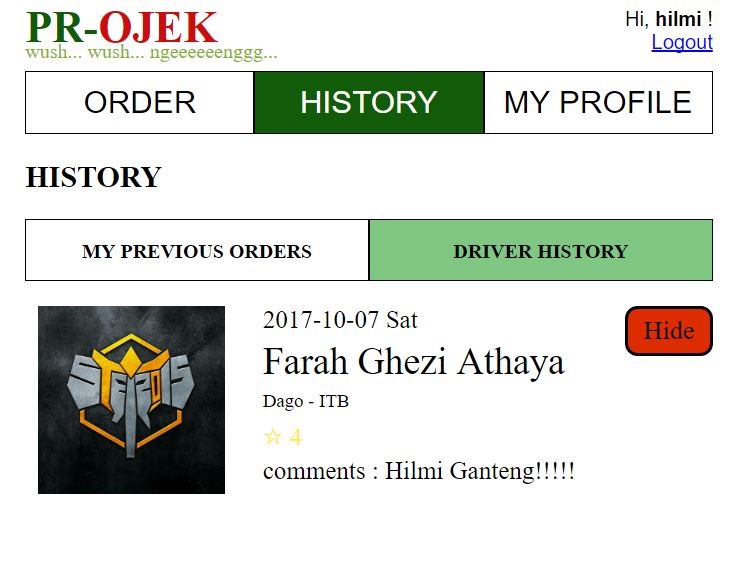 PR-OJEK
wush... wush... ngeeeeeenggg...
Hi, hilmi !
Logout
ORDER
HISTORY
MY PROFILE
HISTORY
MY PREVIOUS ORDERS
DRIVER HISTORY
2017-10-07 Sat
Hide
Farah Ghezi Athaya
Dago - ITB
☆ 4
comments : Hilmi Ganteng!!!!!